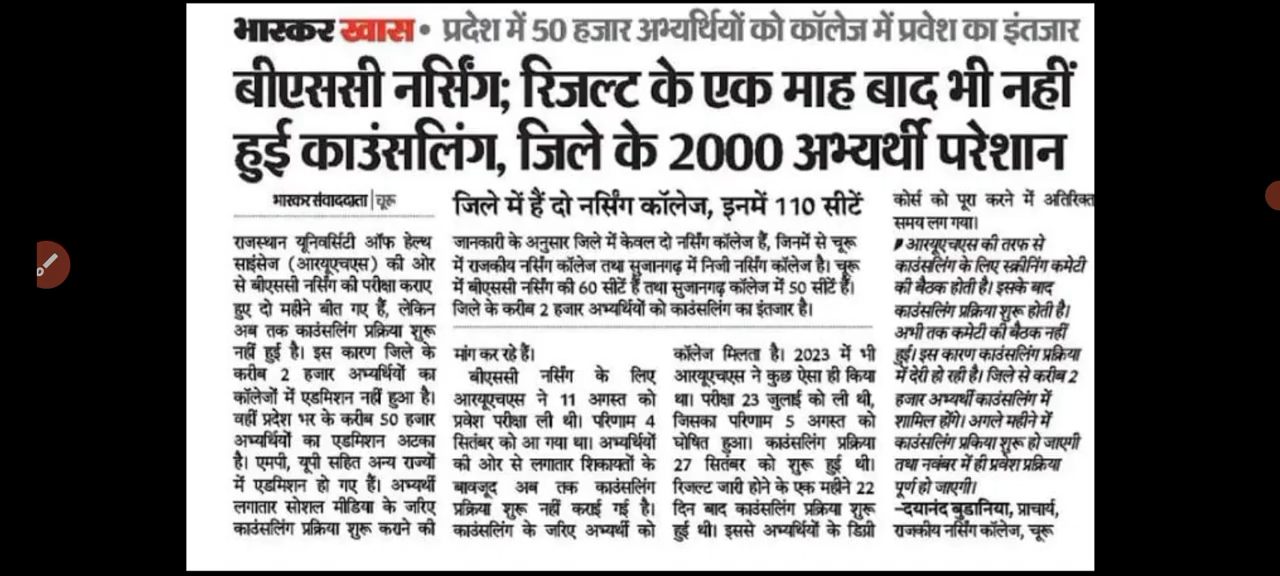 भास्कर खास • प्रदेश में 50 हजार अभ्यर्थियों को कॉलेज में प्रवेश का इंतजार
बीएससी नर्सिंग; रिजल्ट के एक माह बाद भी नहीं
हुई काउंसलिंग, जिले के 2000 अभ्यर्थी परेशान
भास्कर संवाददाता | चूरू
राजस्थान यूनिवर्सिटी ऑफ हेल्थ
साइंसेज (आरयूएचएस) की ओर
से बीएससी नर्सिंग की परीक्षा कराए
हुए दो महीने बीत गए हैं, लेकिन
अब तक काउंसलिंग प्रक्रिया शुरू
नहीं हुई है। इस कारण जिले के
करीब 2 हजार अभ्यर्थियों का
कॉलेजों में एडमिशन नहीं हुआ है।
वहीं प्रदेश भर के करीब 50 हजार
अभ्यर्थियों का एडमिशन अटका
है। एमपी, यूपी सहित अन्य राज्यों
में एडमिशन हो गए हैं। अभ्यर्थी
लगातार सोशल मीडिया के जरिए
काउंसलिंग प्रक्रिया शुरू कराने की
जिले में हैं दो नर्सिंग कॉलेज, इनमें 110 सीटें
जानकारी के अनुसार जिले में केवल दो नर्सिंग कॉलेज हैं, जिनमें से चूरू
में राजकीय नर्सिंग कॉलेज तथा सुजानगढ़ में निजी नर्सिंग कॉलेज है। चूरू
में बीएससी नर्सिंग की 60 सीटें हैं तथा सुजानगढ़ कॉलेज में 50 सीटें हैं।
जिले के करीब 2 हजार अभ्यर्थियों को काउंसलिंग का इंतजार है।
मांग कर रहे हैं।
बीएससी नर्सिंग के लिए
आरयूएचएस ने 11 अगस्त को
प्रवेश परीक्षा ली थी। परिणाम 4
सितंबर को आ गया था। अभ्यर्थियों
की ओर से लगातार शिकायतों के
बावजूद अब तक काउंसलिंग
प्रक्रिया शुरू नहीं कराई गई है।
काउंसलिंग के जरिए अभ्यर्थी को
कॉलेज मिलता है। 2023 में भी
आरयूएचएस ने कुछ ऐसा ही किया
था। परीक्षा 23 जुलाई को ली थी,
जिसका परिणाम 5 अगस्त को
घोषित हुआ। काउंसलिंग प्रक्रिया
27 सितंबर को शुरू हुई थी।
रिजल्ट जारी होने के एक महीने 22
दिन बाद काउंसलिंग प्रक्रिया शुरू
हुई थी। इससे अभ्यर्थियों के डिग्री
कोर्स को पूरा करने में अतिरिक्त
समय लग गया।
आरयूएचएस की तरफ से
काउंसलिंग के लिए स्क्रीनिंग कमेटी
की बैठक होती है। इसके बाद
काउंसलिंग प्रक्रिया शुरू होती है।
अभी तक कमेटी की बैठक नहीं
हुई। इस कारण काउंसलिंग प्रक्रिया
में देरी हो रही है। जिले से करीब 2
हजार अभ्यर्थी काउंसलिंग में
शामिल होंगे। अगले महीने में
काउंसलिंग प्रकिया शुरू हो जाएगी
तथा नवंबर में ही प्रवेश प्रक्रिया
पूर्ण हो जाएगी।
-दयानंद बुडानिया, प्राचार्य,
राजकीय नर्सिंग कॉलेज, चूरू